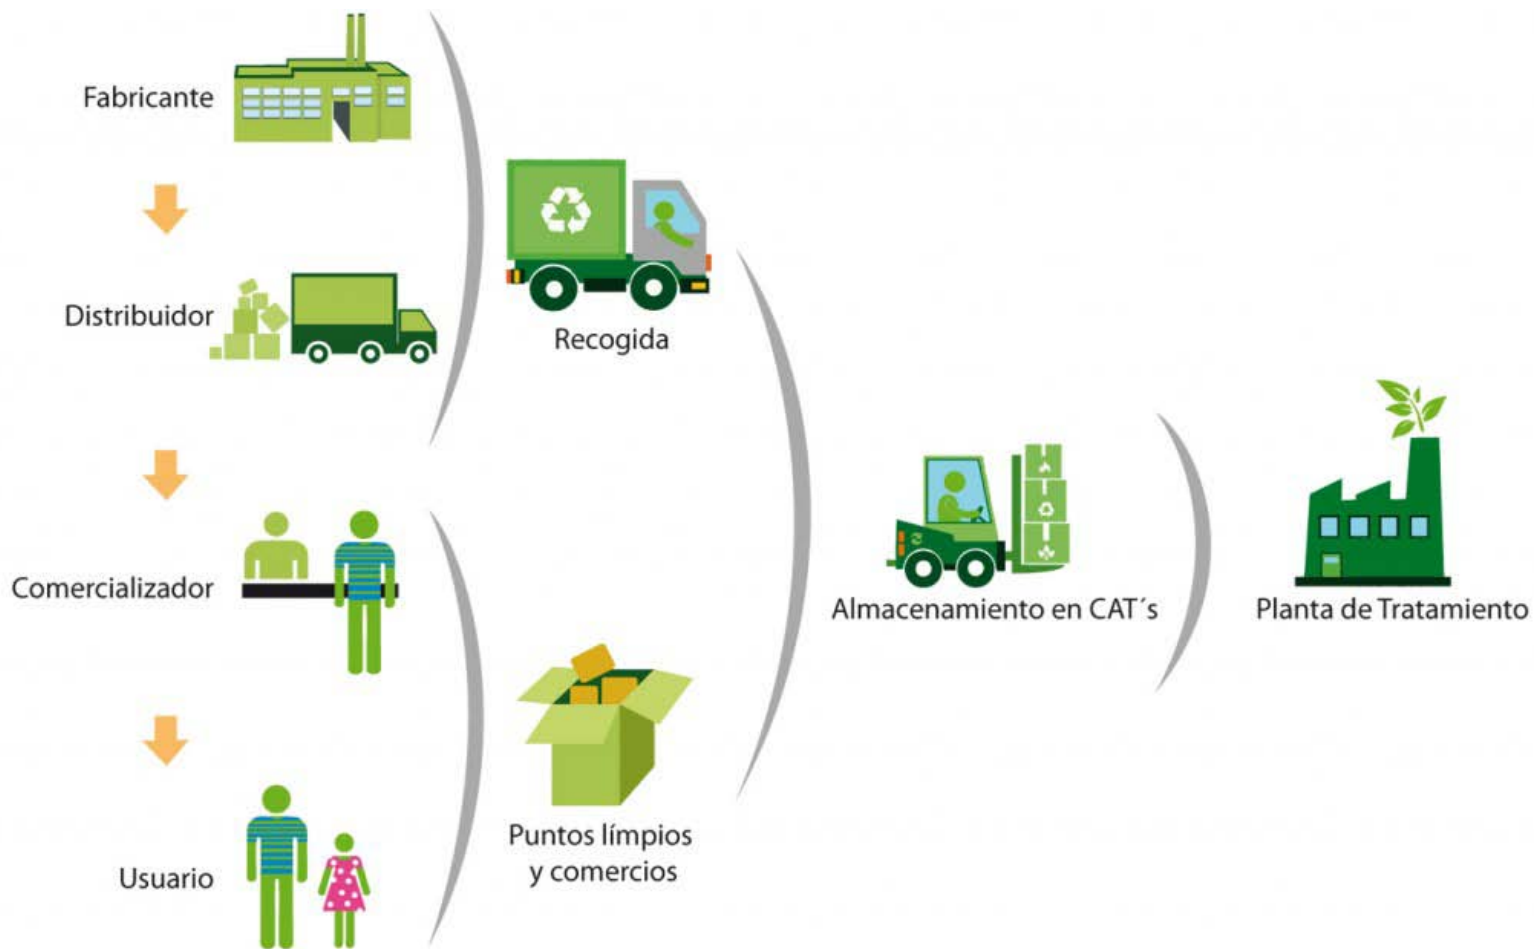 Fabricante
Distribuidor
Comercializador
Usuario
Recogida
Puntos límpios
y comercios
Almacenamiento en CAT´s
Planta de Tratamiento